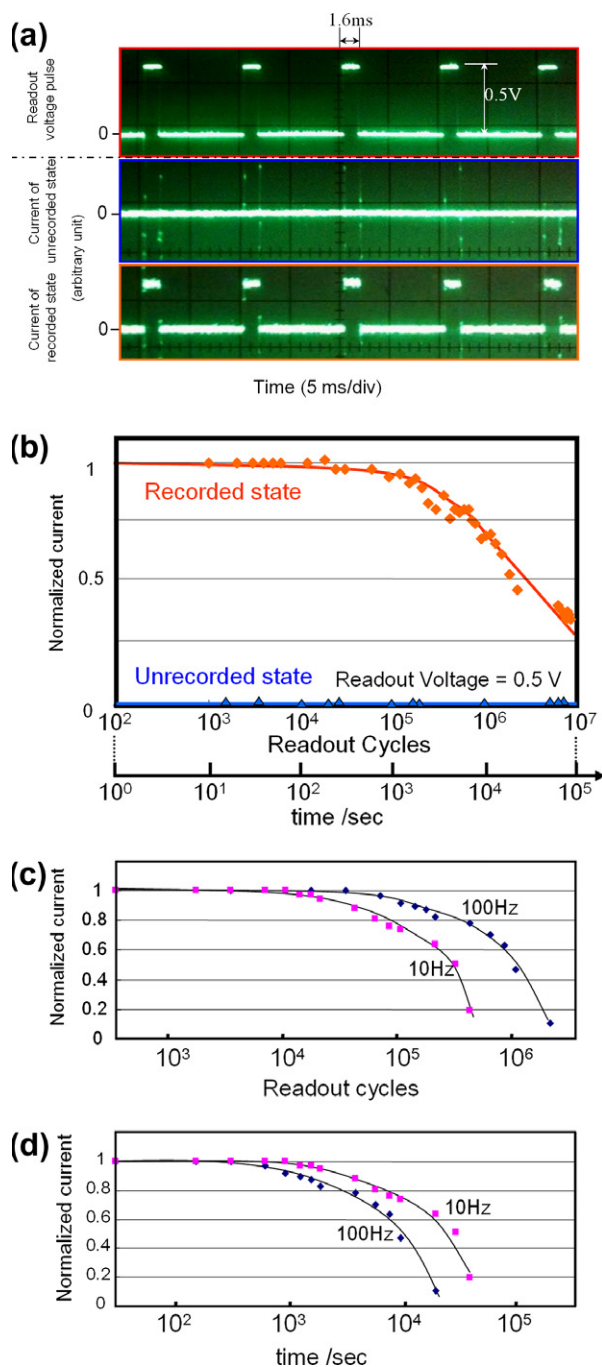 (a)
1.6ms
Readout
voltage pulse
0
0.5V
Current of
unrecorded state
(arbitrary unit)
0
Current of
recorded state
0
Time (5 ms/div)
(b)
Normalized current
1
0.5
0
Recorded state
Unrecorded state
Readout Voltage = 0.5 V
10² 10³ 10⁴ 10⁵ 10⁶ 10⁷
Readout Cycles
10⁰ 10¹ 10² 10³ 10⁴ 10⁵
time /sec
(c)
Normalized current
1
0.8
0.6
0.4
0.2
0
100Hz
10Hz
10³ 10⁴ 10⁵ 10⁶
Readout cycles
(d)
Normalized current
1
0.8
0.6
0.4
0.2
0
10Hz
100Hz
10² 10³ 10⁴ 10⁵
time /sec